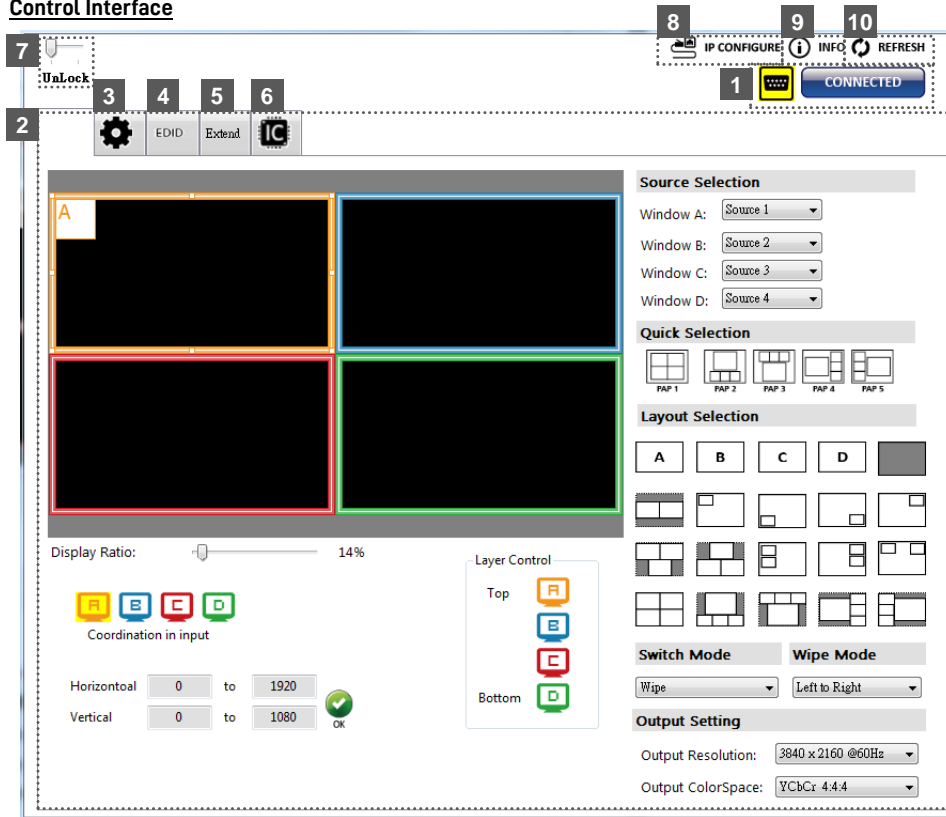 Control Interface
7
UnLock
8
9
10
IP CONFIGURE
INFO
REFRESH
1
CONNECTED
2
3
4
5
6
EDID
Extend
IC
A
Source Selection
Window A: Source 1
Window B: Source 2
Window C: Source 3
Window D: Source 4
Quick Selection
PAP 1
PAP 2
PAP 3
PAP 4
PAP 5
Layout Selection
A B C D
Display Ratio: 14%
A B C D
Coordination in input
Horizontoal 0 to 1920
Vertical 0 to 1080
OK
Layer Control
Top A
B
C
Bottom D
Switch Mode
Wipe Mode
Wipe
Left to Right
Output Setting
Output Resolution: 3840 x 2160 @60Hz
Output ColorSpace: YCbCr 4:4:4